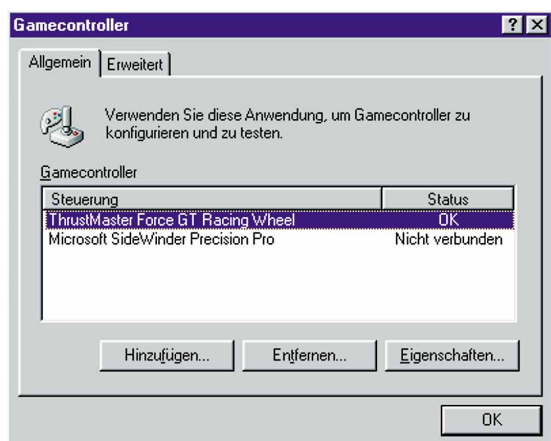 Gamecontroller
Allgemein
Erweitert
Verwenden Sie diese Anwendung, um Gamecontroller zu
konfigurieren und zu testen.
Gamecontroller
Steuerung Status
ThrustMaster Force GT Racing Wheel OK
Microsoft SideWinder Precision Pro Nicht verbunden
Hinzufügen... Entfernen... Eigenschaften...
OK